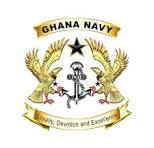 GHANA NAVY
Loyalty, Devotion and Excellence